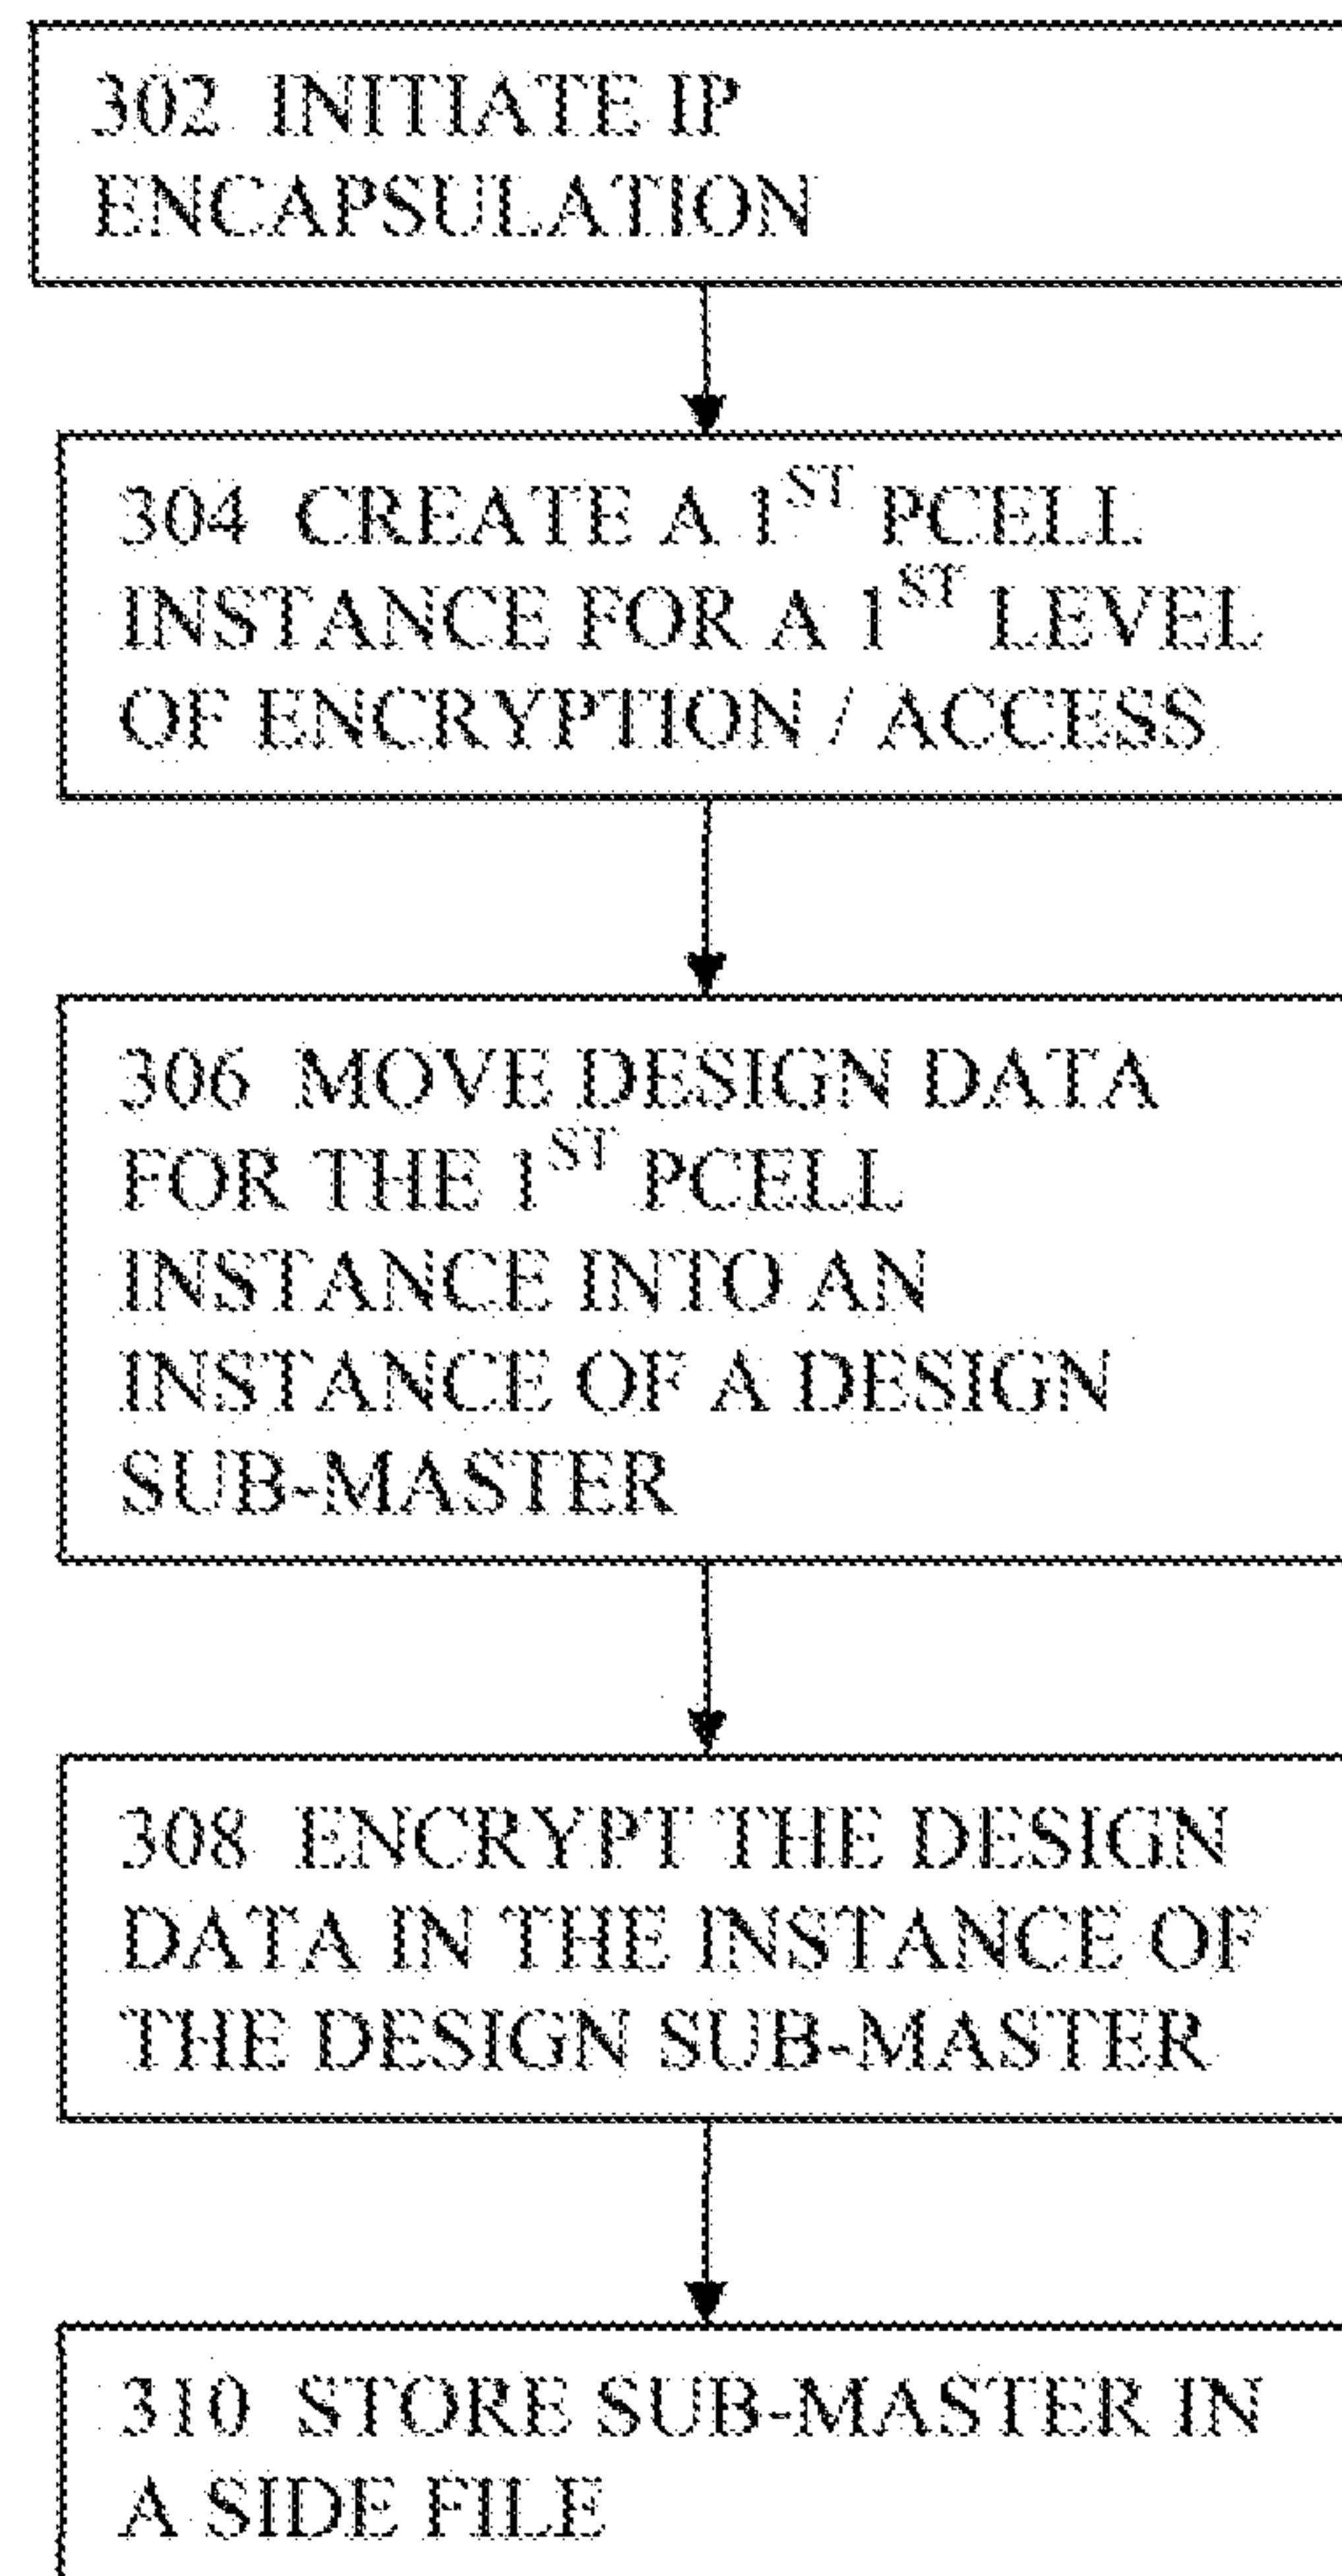 302 INITIATE IP
ENCAPSULATION
304 CREATE A 1ST PCELL
INSTANCE FOR A 1ST LEVEL
OF ENCRYPTION / ACCESS
306 MOVE DESIGN DATA
FOR THE 1ST PCELL
INSTANCE INTO AN
INSTANCE OF A DESIGN
SUB-MASTER
308 ENCRYPT THE DESIGN
DATA IN THE INSTANCE OF
THE DESIGN SUB-MASTER
310 STORE SUB-MASTER IN
A SIDE FILE